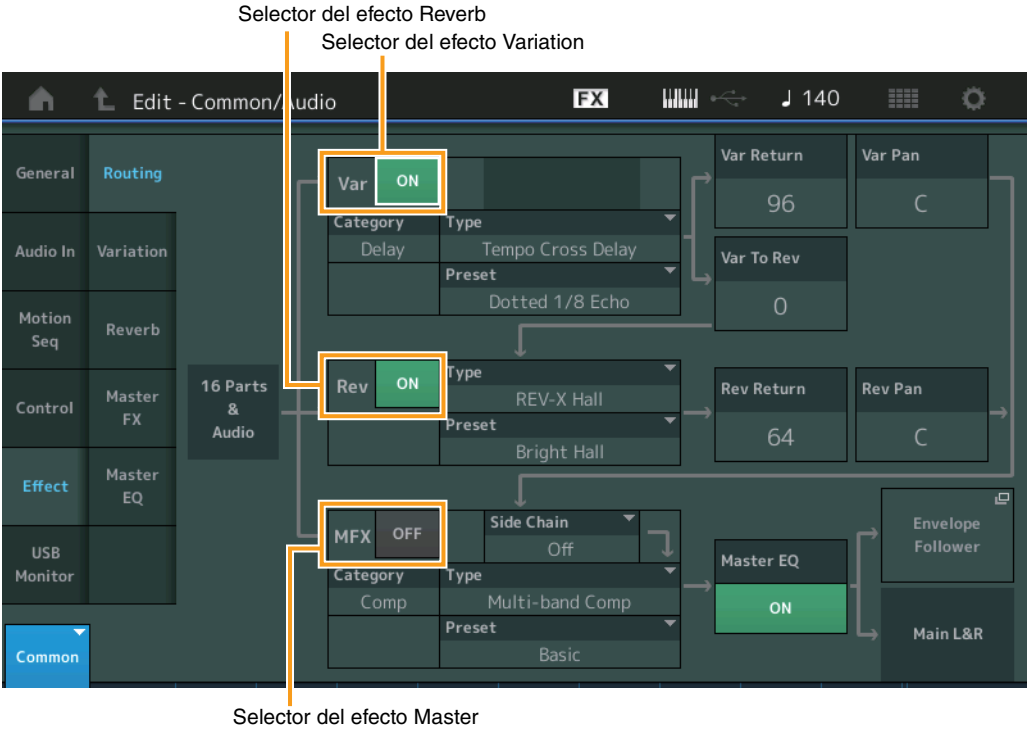 Selector del efecto Reverb
Selector del efecto Variation
Edit - Common/Audio
FX
♩ 140
General
Routing
Var
ON
Var Return
96
Var Pan
C
Category
Delay
Type
Tempo Cross Delay
Audio In
Variation
Preset
Dotted 1/8 Echo
Var To Rev
0
Motion
Seq
Reverb
16 Parts
&
Audio
Rev
ON
Type
REV-X Hall
Rev Return
64
Rev Pan
C
Control
Master
FX
Preset
Bright Hall
Effect
Master
EQ
MFX
OFF
Side Chain
Off
Envelope
Follower
USB
Monitor
Category
Comp
Type
Multi-band Comp
Master EQ
ON
Preset
Basic
Main L&R
Common
Selector del efecto Master